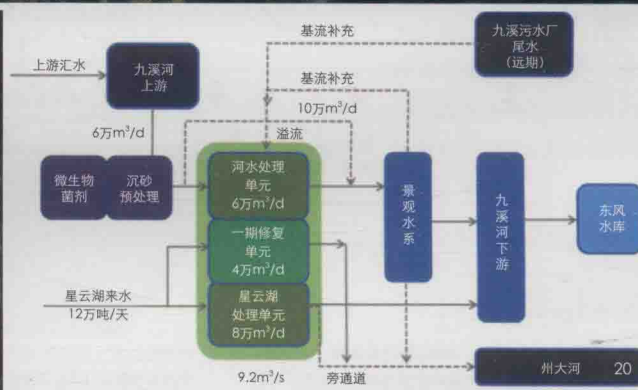 基流补充
九溪污水厂
尾水
(远期)
上游汇水
九溪河
上游
基流补充
10万m³/d
6万m³/d
溢流
微生物
菌剂
沉砂
预处理
河水处理
单元
6万m³/d
景观水系
九溪河下游
东风
水库
一期修复
单元
4万m³/d
星云湖来水
12万吨/天
星云湖
处理单元
8万m³/d
9.2m³/s
旁通道
州大河
20